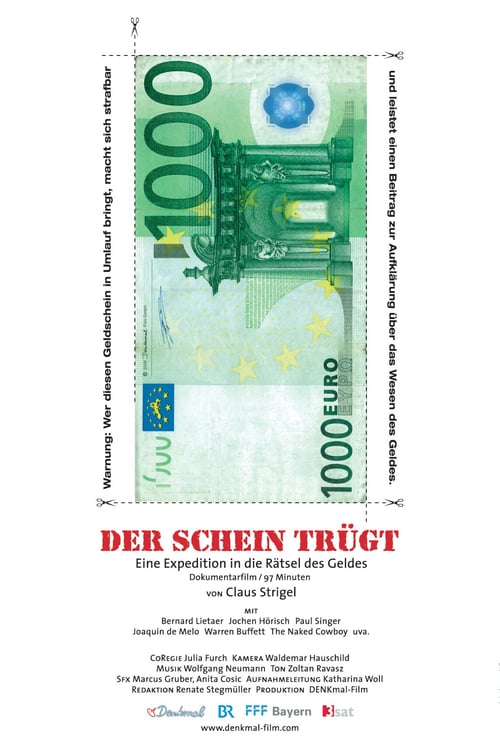 Warnung: Wer diesen Geldschein in Umlauf bringt, macht sich strafbar
und leistet einen Beitrag zur Aufklärung über das Wesen des Geldes.
1000
1000 EURO
ΕΥΡΩ
DER SCHEIN TRÜGT
Eine Expedition in die Rätsel des Geldes
Dokumentarfilm / 97 Minuten
VON Claus Strigel
MIT
Bernard Lietaer Jochen Hörisch Paul Singer
Joaquin de Melo Warren Buffett The Naked Cowboy uva.
COREGIE Julia Furch KAMERA Waldemar Hauschild
MUSIK Wolfgang Neumann TON Zoltan Ravasz
SFX Marcus Gruber, Anita Cosic AUFNAHMELEITUNG Katharina Woll
REDAKTION Renate Stegmüller PRODUKTION DENKmal-Film
Denkmal BR FFF Bayern 3sat
www.denkmal-film.com